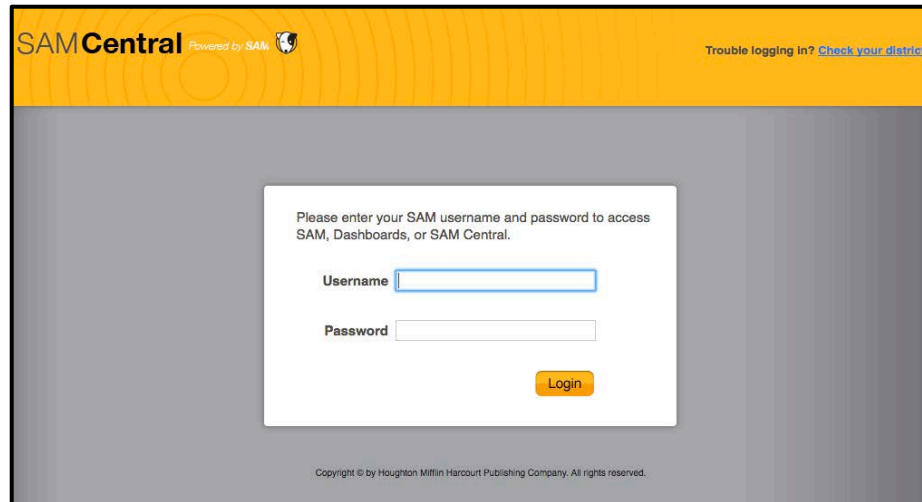 SAM Central Powered by SAM
Trouble logging in? Check your distric
Please enter your SAM username and password to access
SAM, Dashboards, or SAM Central.
Username
Password
Login
Copyright © by Houghton Mifflin Harcourt Publishing Company. All rights reserved.